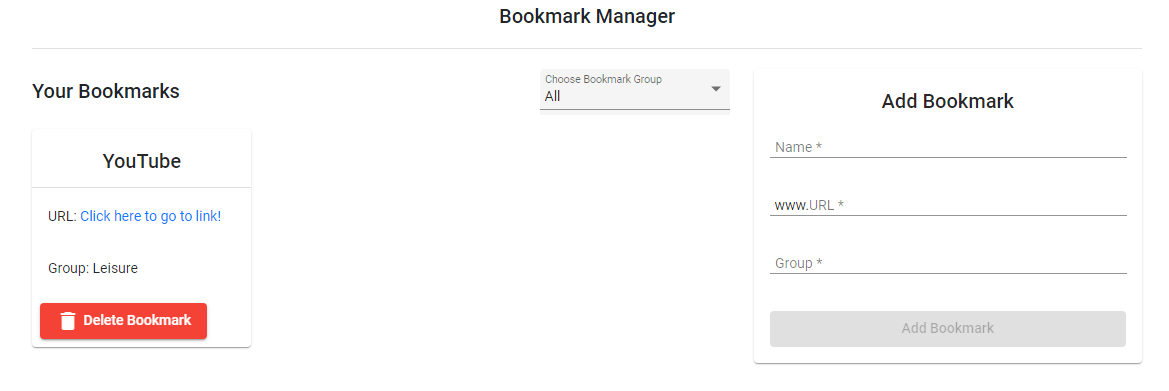 Bookmark Manager
Your Bookmarks
Choose Bookmark Group
All
YouTube
URL: Click here to go to link!
Group: Leisure
Delete Bookmark
Add Bookmark
Name *
www.URL *
Group *
Add Bookmark